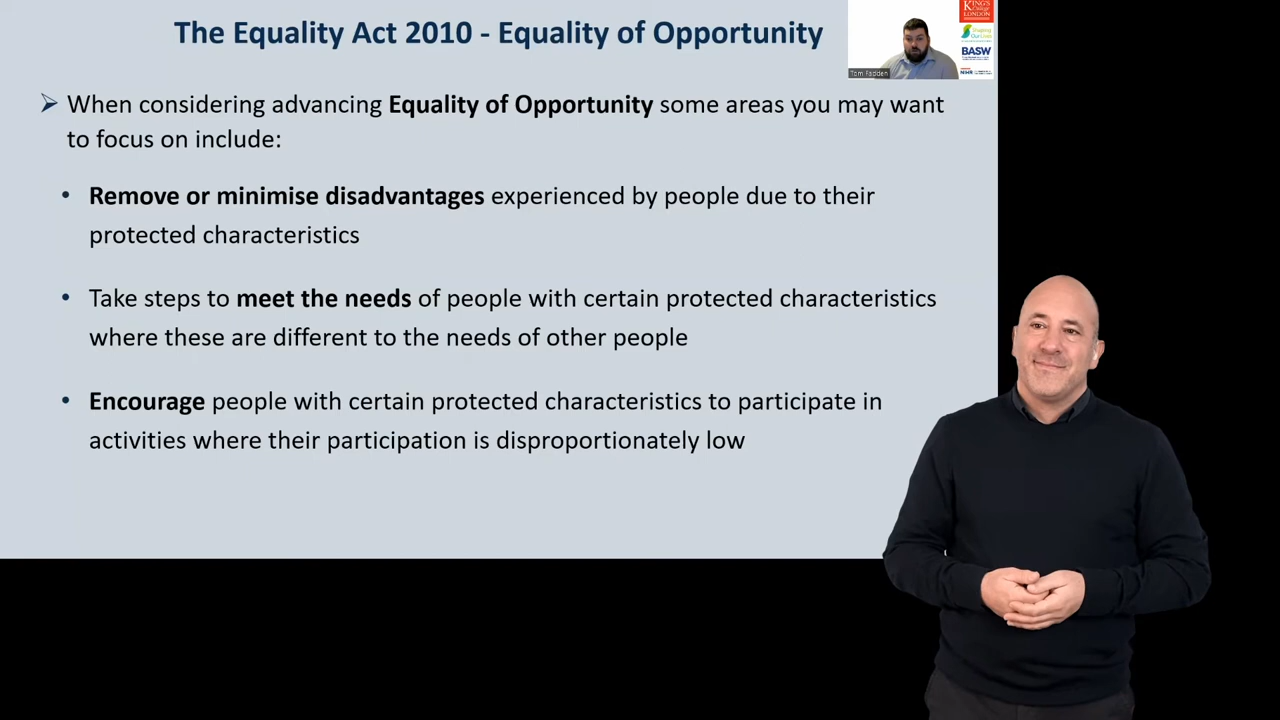 The Equality Act 2010 - Equality of Opportunity
KING'S
College
LONDON
Shaping
Our Lives
BASW
NIHR
Tom Fadden
When considering advancing Equality of Opportunity some areas you may want
to focus on include:
• Remove or minimise disadvantages experienced by people due to their
protected characteristics
• Take steps to meet the needs of people with certain protected characteristics
where these are different to the needs of other people
• Encourage people with certain protected characteristics to participate in
activities where their participation is disproportionately low